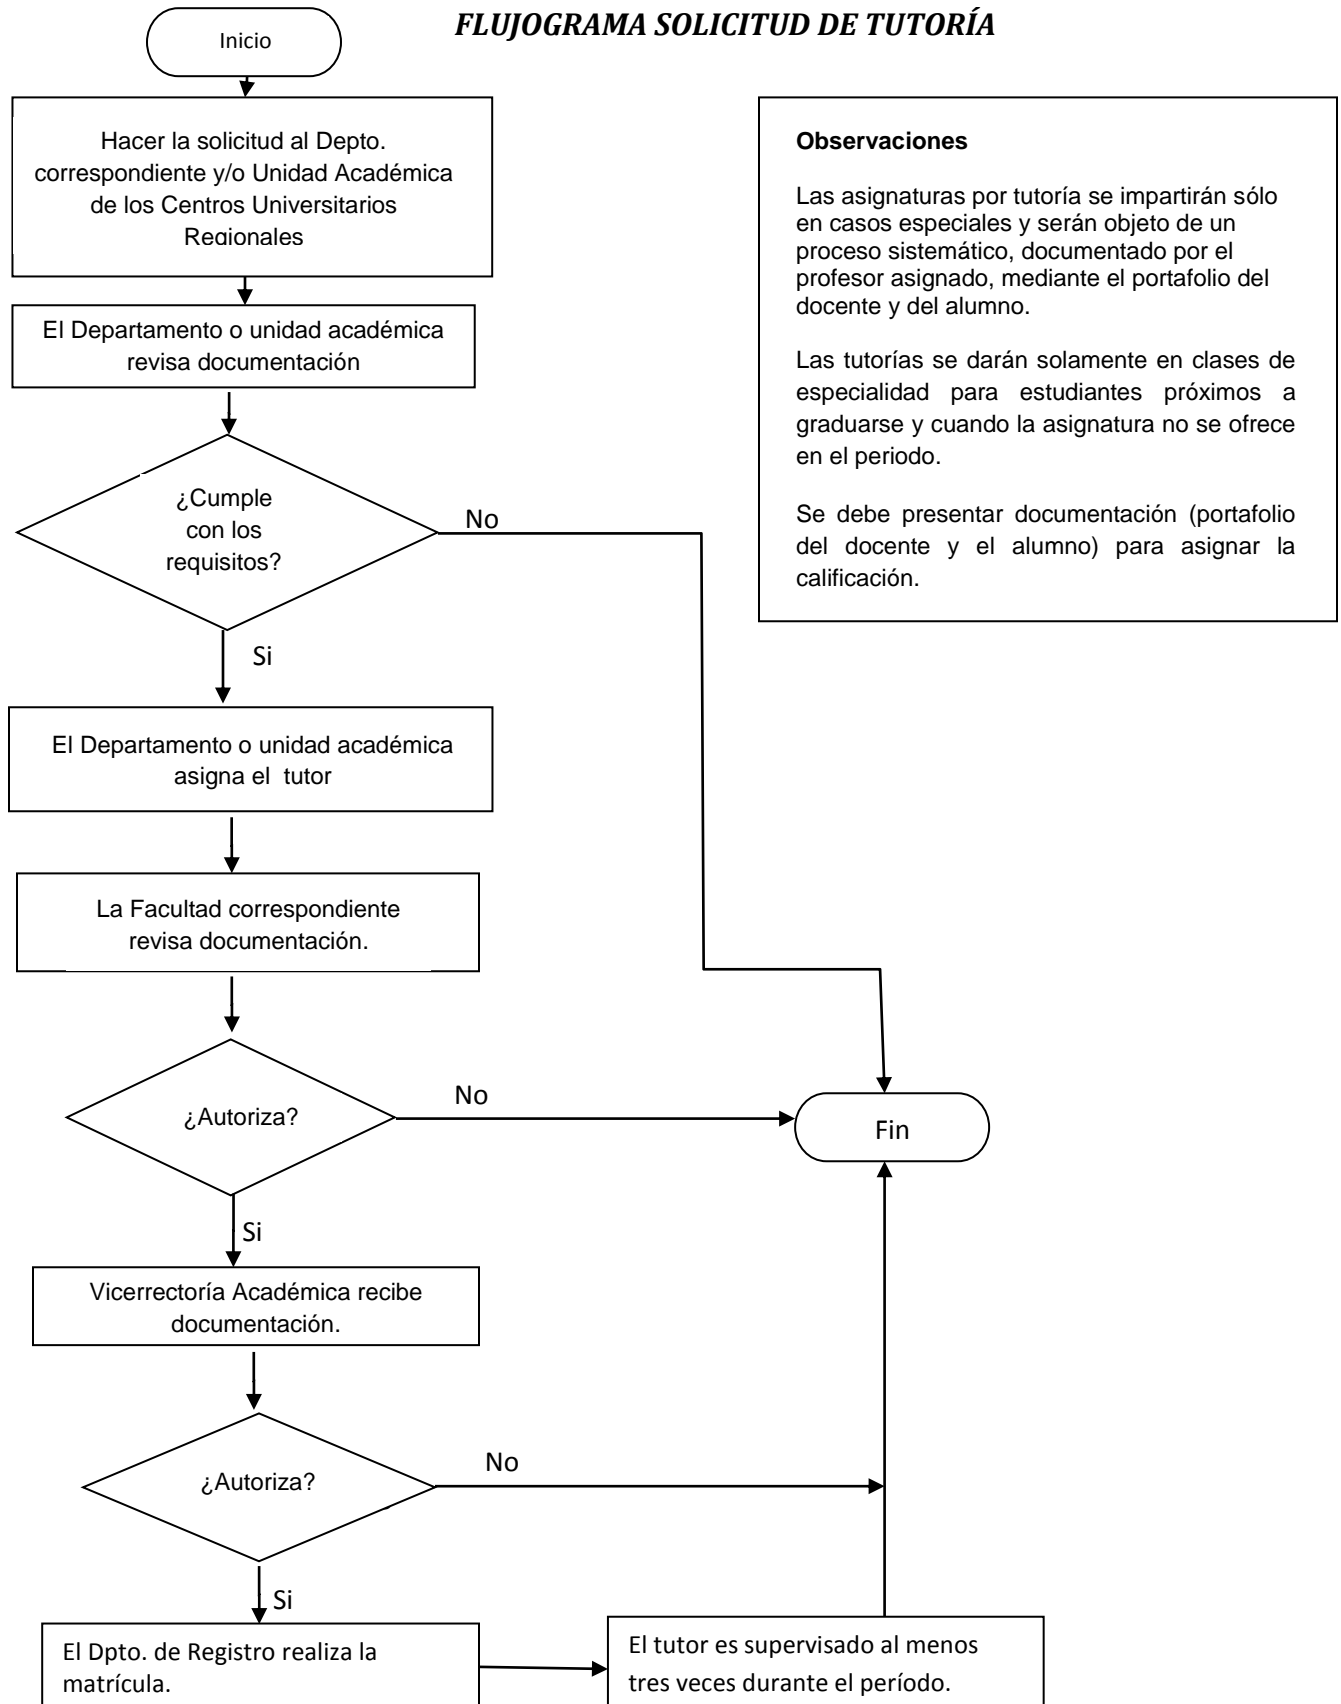 FLUJOGRAMA SOLICITUD DE TUTORÍA
Inicio
Hacer la solicitud al Depto.
correspondiente y/o Unidad Académica
de los Centros Universitarios
Regionales
El Departamento o unidad académica
revisa documentación
¿Cumple
con los
requisitos?
No
Si
El Departamento o unidad académica
asigna el tutor
La Facultad correspondiente
revisa documentación.
¿Autoriza?
No
Fin
Si
Vicerrectoría Académica recibe
documentación.
¿Autoriza?
No
Si
El Dpto. de Registro realiza la
matrícula.
El tutor es supervisado al menos
tres veces durante el período.
Observaciones
Las asignaturas por tutoría se impartirán sólo
en casos especiales y serán objeto de un
proceso sistemático, documentado por el
profesor asignado, mediante el portafolio del
docente y del alumno.
Las tutorías se darán solamente en clases de
especialidad para estudiantes próximos a
graduarse y cuando la asignatura no se ofrece
en el periodo.
Se debe presentar documentación (portafolio
del docente y el alumno) para asignar la
calificación.